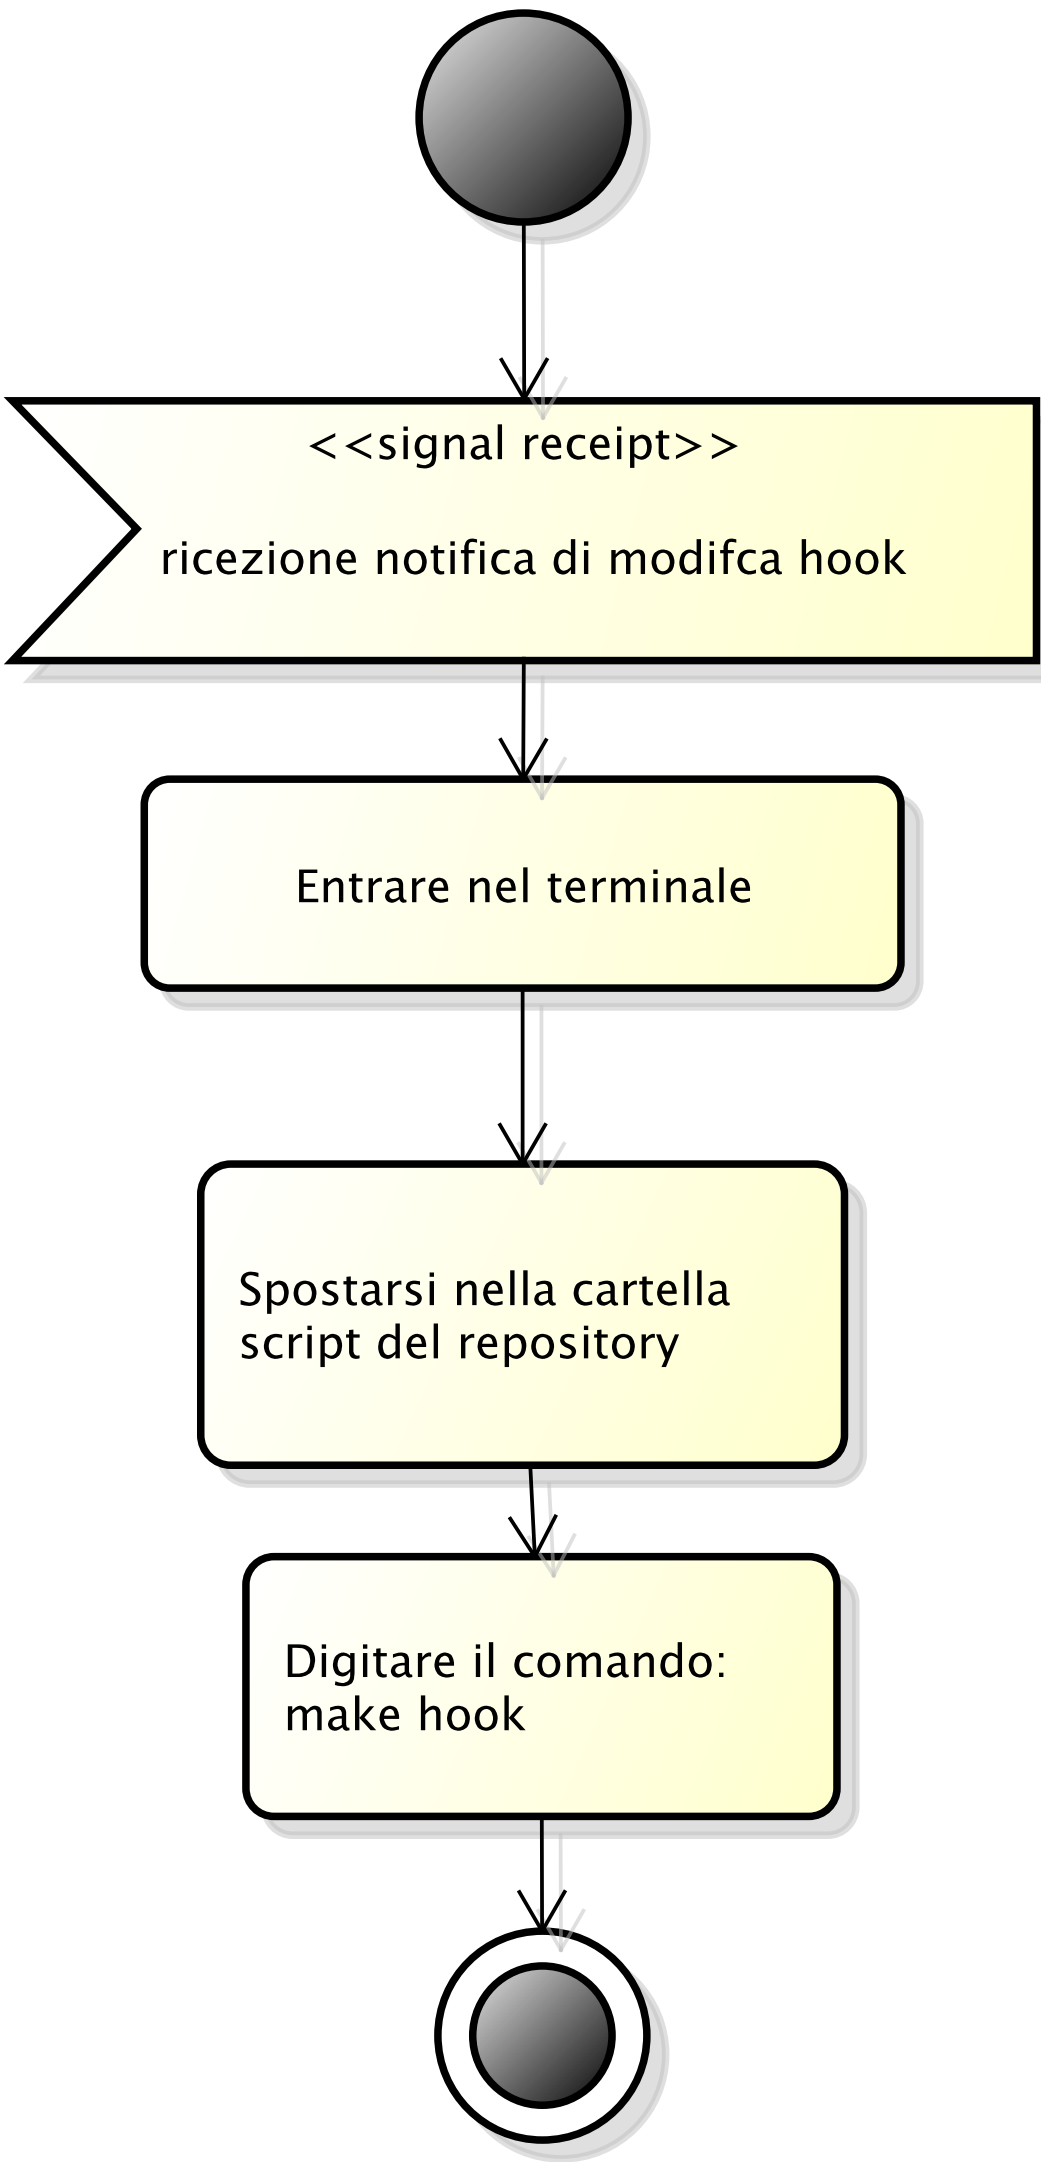 <<signal receipt>>
ricezione notifica di modifca hook
Entrare nel terminale
Spostarsi nella cartella
script del repository
Digitare il comando:
make hook